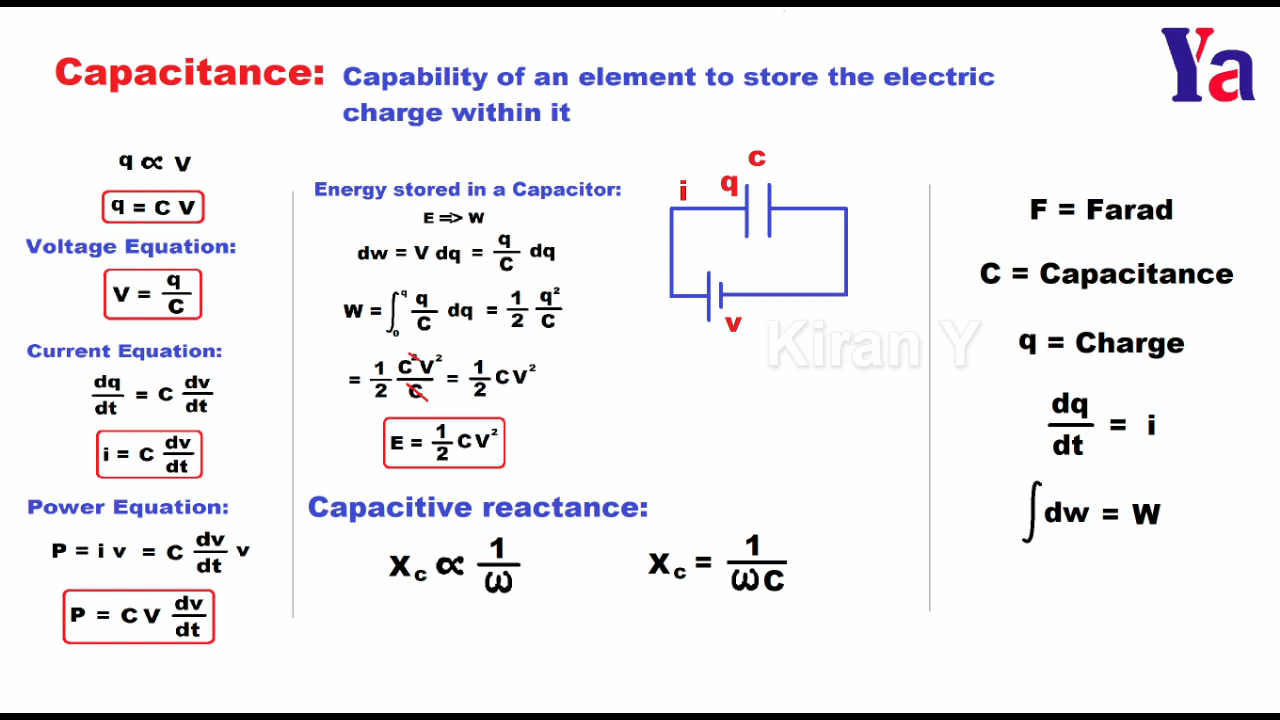 Capacitance: Capability of an element to store the electric
charge within it
Ya
q ∝ V
q = C V
Voltage Equation:
V = q/C
Current Equation:
dq/dt = C dv/dt
i = C dv/dt
Power Equation:
P = i v = C dv/dt v
P = C V dv/dt
Energy stored in a Capacitor:
E => W
dw = V dq = q/C dq
W = ∫₀^q q/C dq = 1/2 q²/C
= 1/2 C²V²/C = 1/2 CV²
E = 1/2 CV²
Capacitive reactance:
Xc ∝ 1/ω
Xc = 1/ωC
C
i
q
v
Kiran Y
F = Farad
C = Capacitance
q = Charge
dq/dt = i
∫dw = W